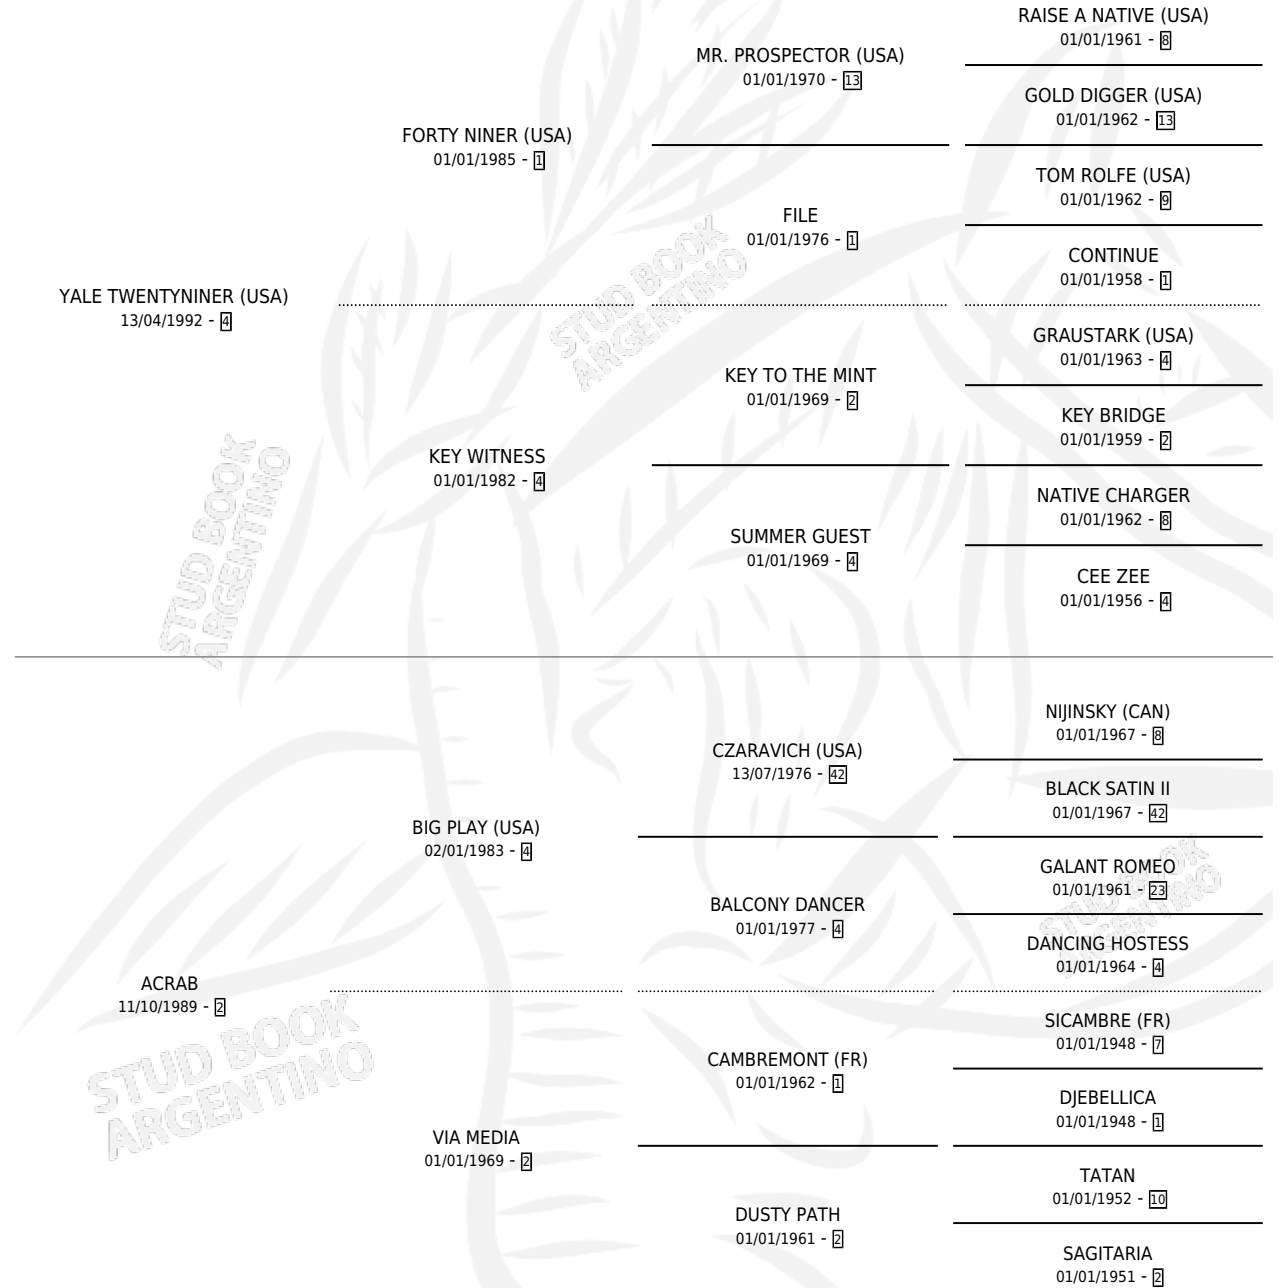 RAISE A NATIVE (USA)
01/01/1961 - 8
MR. PROSPECTOR (USA)
01/01/1970 - 13
GOLD DIGGER (USA)
01/01/1962 - 13
FORTY NINER (USA)
01/01/1985 - 1
TOM ROLFE (USA)
01/01/1962 - 9
FILE
01/01/1976 - 1
CONTINUE
01/01/1958 - 1
YALE TWENTYNINER (USA)
13/04/1992 - 4
GRAUSTARK (USA)
01/01/1963 - 4
KEY TO THE MINT
01/01/1969 - 2
KEY BRIDGE
01/01/1959 - 2
KEY WITNESS
01/01/1982 - 4
NATIVE CHARGER
01/01/1962 - 8
SUMMER GUEST
01/01/1969 - 4
CEE ZEE
01/01/1956 - 4
STUD BOOK
ARGENTINO
STUD BOOK
ARGENTINO
NIJINSKY (CAN)
01/01/1967 - 8
CZARAVICH (USA)
13/07/1976 - 42
BLACK SATIN II
01/01/1967 - 42
BIG PLAY (USA)
02/01/1983 - 4
GALANT ROMEO
01/01/1961 - 23
BALCONY DANCER
01/01/1977 - 4
DANCING HOSTESS
01/01/1964 - 4
ACRAB
11/10/1989 - 2
SICAMBRE (FR)
01/01/1948 - 7
CAMBREMONT (FR)
01/01/1962 - 1
DJEBELLICA
01/01/1948 - 1
VIA MEDIA
01/01/1969 - 2
TATAN
01/01/1952 - 10
DUSTY PATH
01/01/1961 - 2
SAGITARIA
01/01/1951 - 2
STUD BOOK
ARGENTINO
STUD BOOK
ARGENTINO